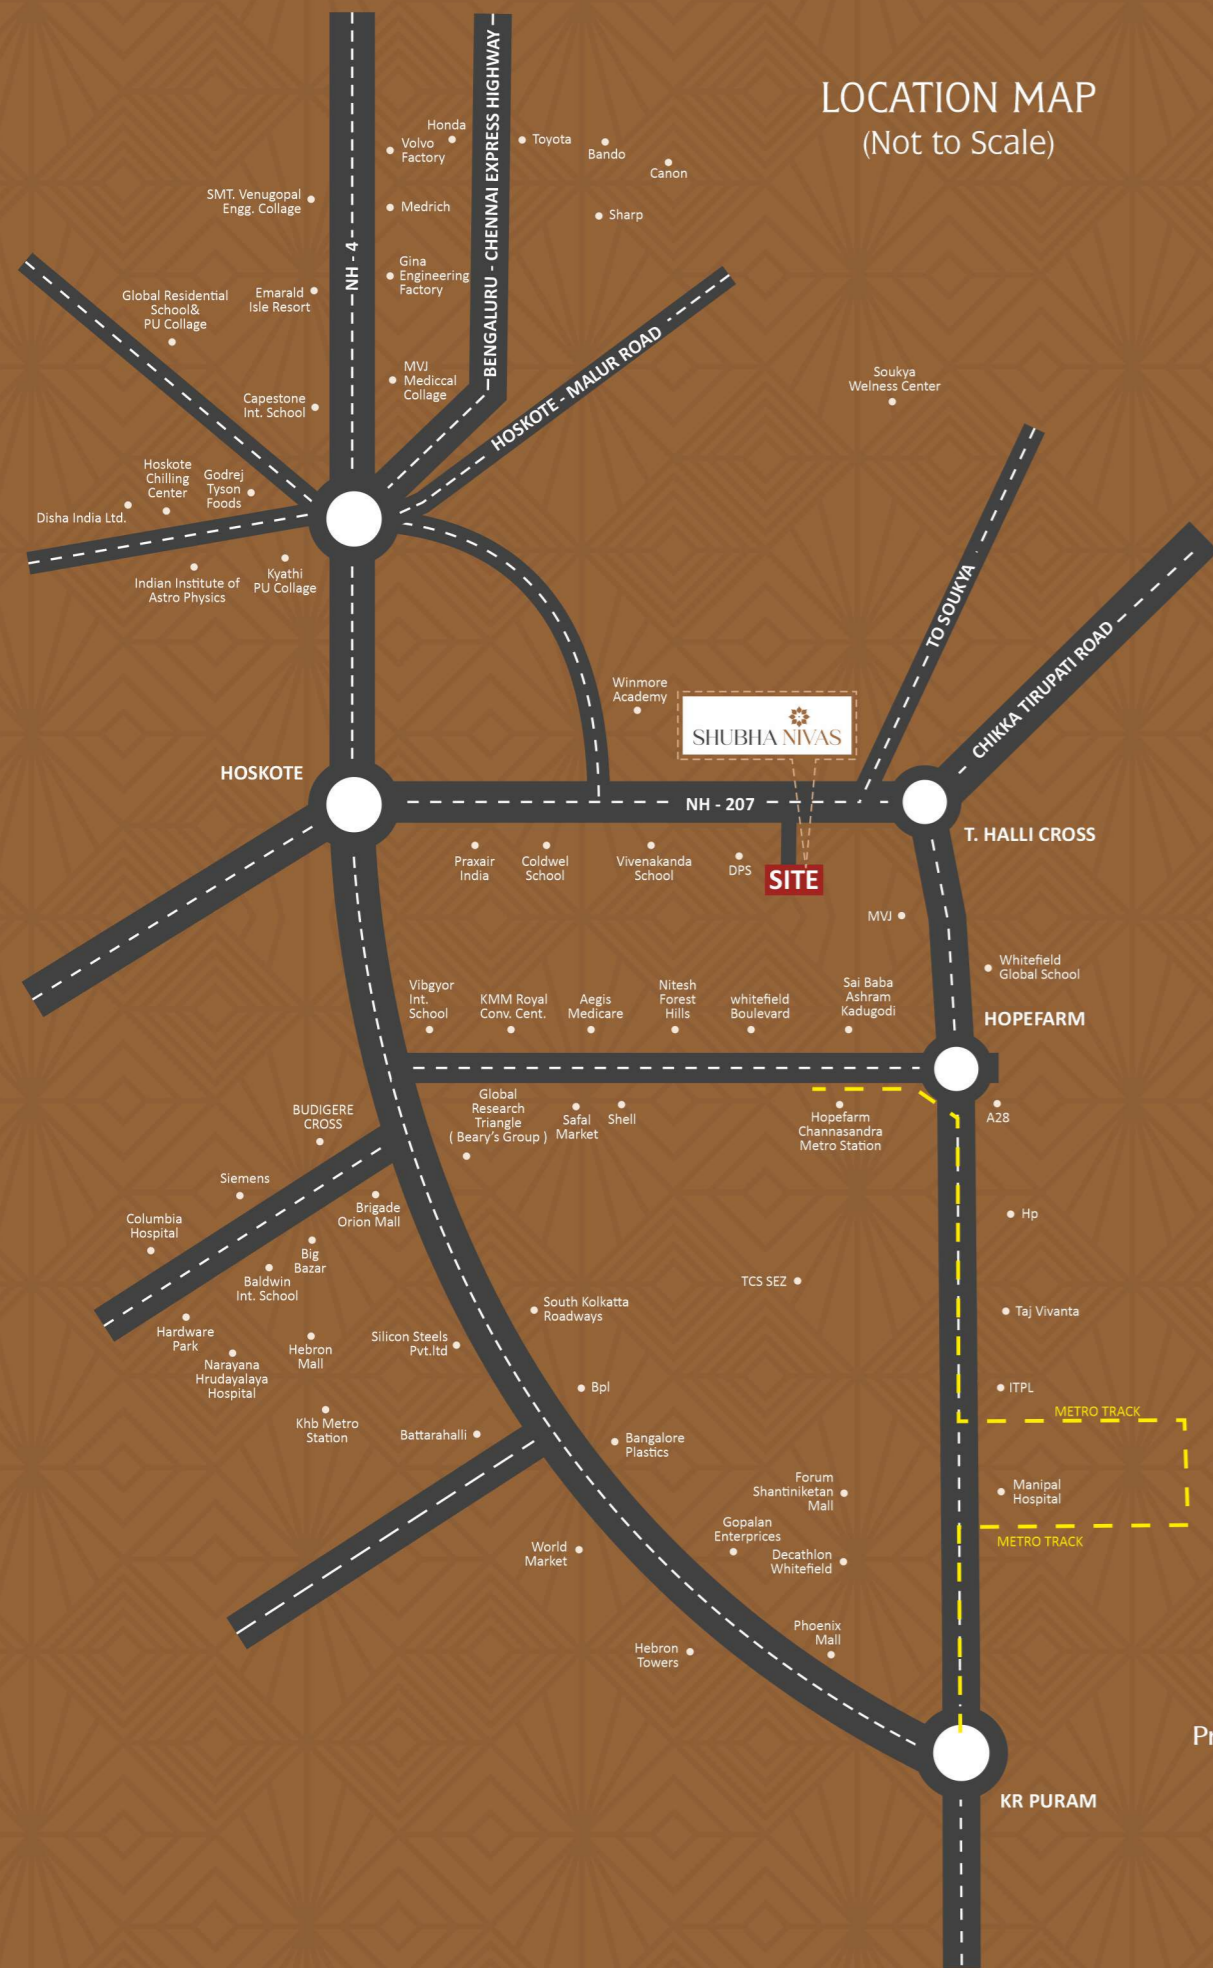 LOCATION MAP
(Not to Scale)
NH - 4
BENGALURU - CHENNAI EXPRESS HIGHWAY
Honda
Volvo
Factory
Toyota
Bando
Canon
SMT. Venugopal
Engg. Collage
Medrich
Sharp
Gina
Engineering
Factory
Global Residential
School&
PU Collage
Emarald
Isle Resort
HOSKOTE - MALUR ROAD
MVJ
Mediccal
Collage
Capestone
Int. School
Soukya
Welness Center
Hoskote
Chilling
Center
Godrej
Tyson
Foods
Disha India Ltd.
Indian Institute of
Astro Physics
Kyathi
PU Collage
TO SOUKYA
CHIKKA TIRUPATI ROAD
Winmore
Academy
SHUBHA NIVAS
HOSKOTE
NH - 207
T. HALLI CROSS
Praxair
India
Coldwel
School
Vivenakanda
School
DPS
SITE
MVJ
Whitefield
Global School
Vibgyor
Int.
School
KMM Royal
Conv. Cent.
Aegis
Medicare
Nitesh
Forest
Hills
whitefield
Boulevard
Sai Baba
Ashram
Kadugodi
HOPEFARM
Global
Research
Triangle
( Beary's Group )
Safal
Market
Shell
Hopefarm
Channasandra
Metro Station
A28
BUDIGERE
CROSS
Siemens
Brigade
Orion Mall
Columbia
Hospital
Big
Bazar
Baldwin
Int. School
Hp
TCS SEZ
South Kolkatta
Roadways
Taj Vivanta
Hardware
Park
Narayana
Hrudayalaya
Hospital
Hebron
Mall
Silicon Steels
Pvt.ltd
Bpl
ITPL
METRO TRACK
Khb Metro
Station
Battarahalli
Bangalore
Plastics
Forum
Shantiniketan
Mall
Manipal
Hospital
Gopalan
Enterprices
METRO TRACK
World
Market
Decathlon
Whitefield
Phoenix
Mall
Hebron
Towers
Pr
KR PURAM